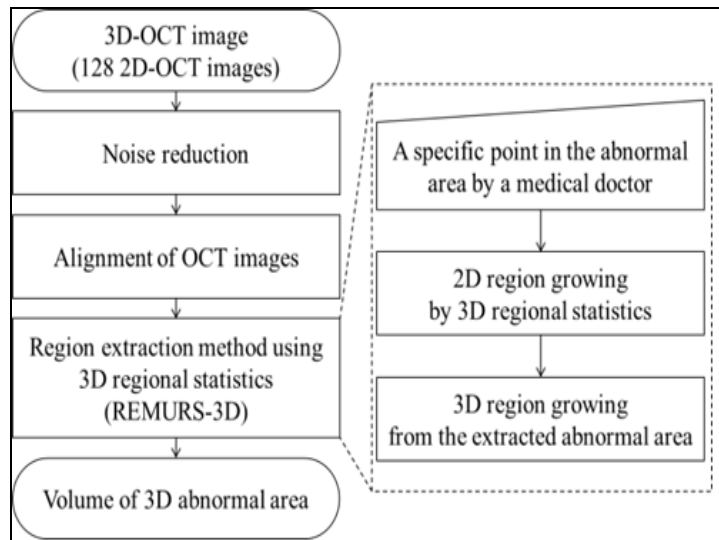 3D-OCT image
(128 2D-OCT images)
Noise reduction
Alignment of OCT images
Region extraction method using
3D regional statistics
(REMURS-3D)
Volume of 3D abnormal area
A specific point in the abnormal
area by a medical doctor
2D region growing
by 3D regional statistics
3D region growing
from the extracted abnormal area